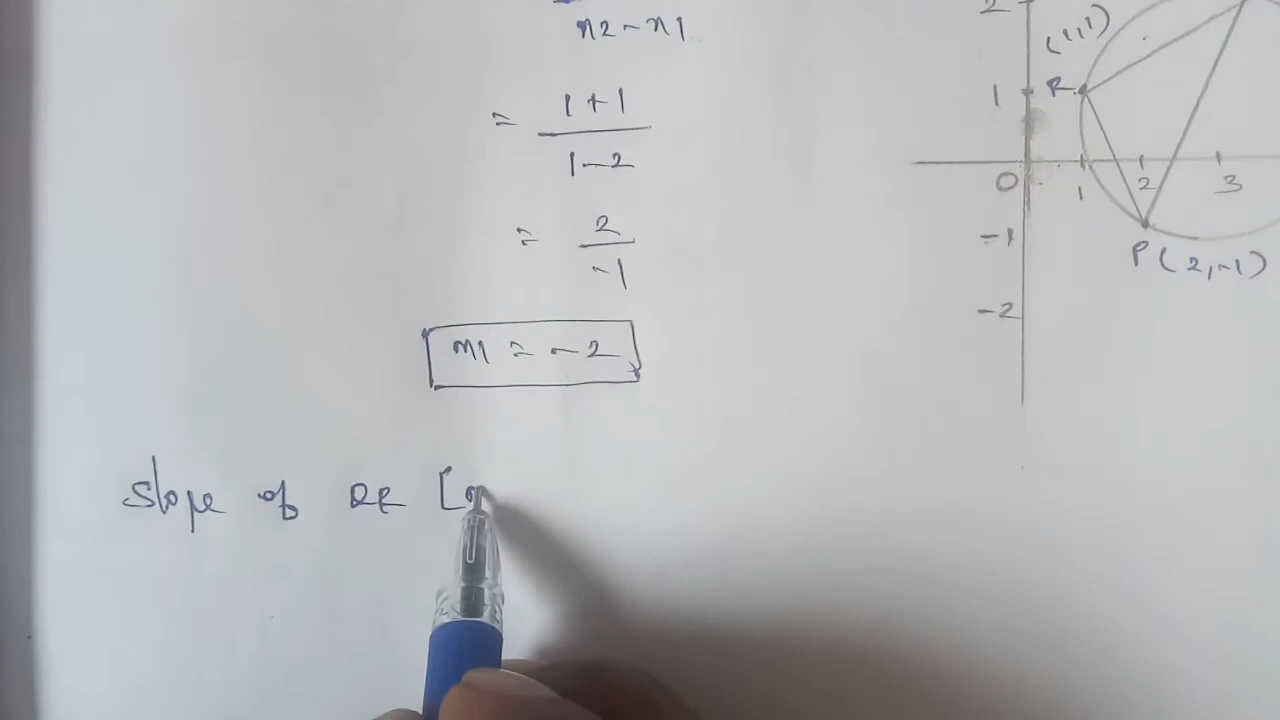 x2 - x1
= 1 + 1
1 - 2
= 2
-1
m1 = -2
Slope of QR [m
2
(1,1)
1 R
0 1 2 3
-1
P(2,-1)
-2